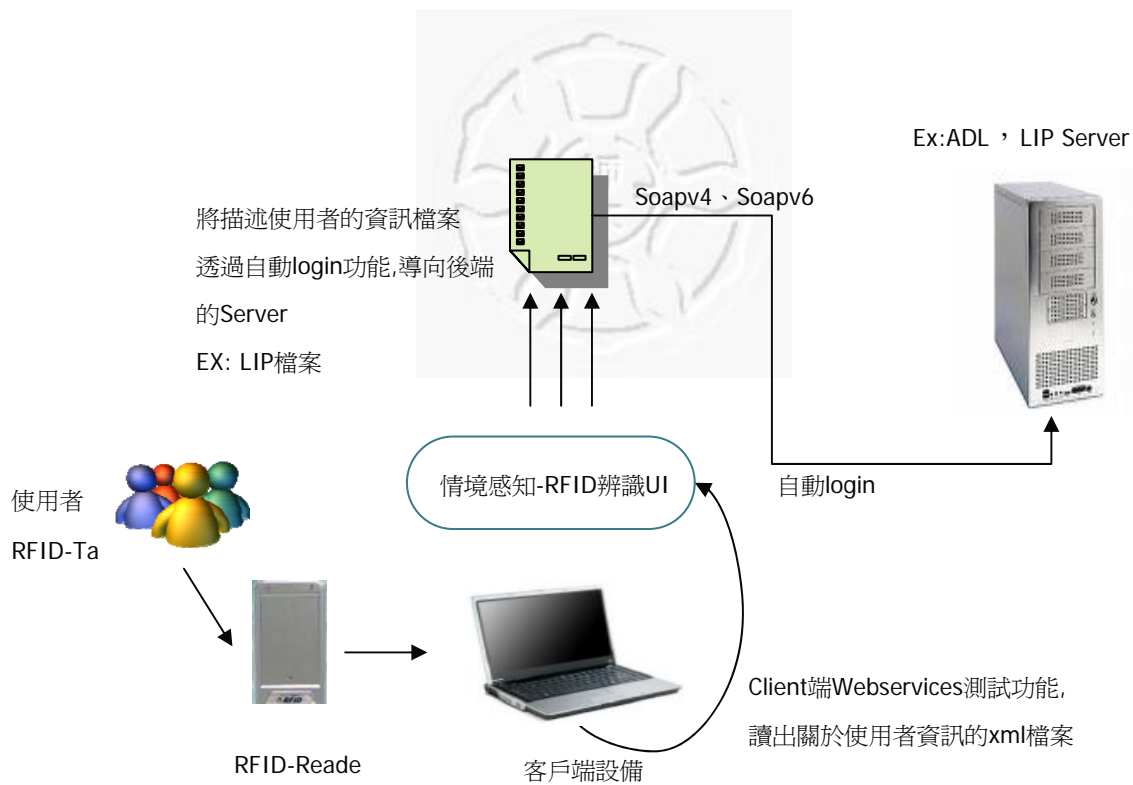 Ex:ADL，LIP Server
Soapv4、Soapv6
將描述使用者的資訊檔案
透過自動login功能,導向後端
的Server
EX: LIP檔案
情境感知-RFID辨識UI
自動login
使用者
RFID-Ta
Client端Webservices測試功能,
讀出關於使用者資訊的xml檔案
RFID-Reade
客戶端設備